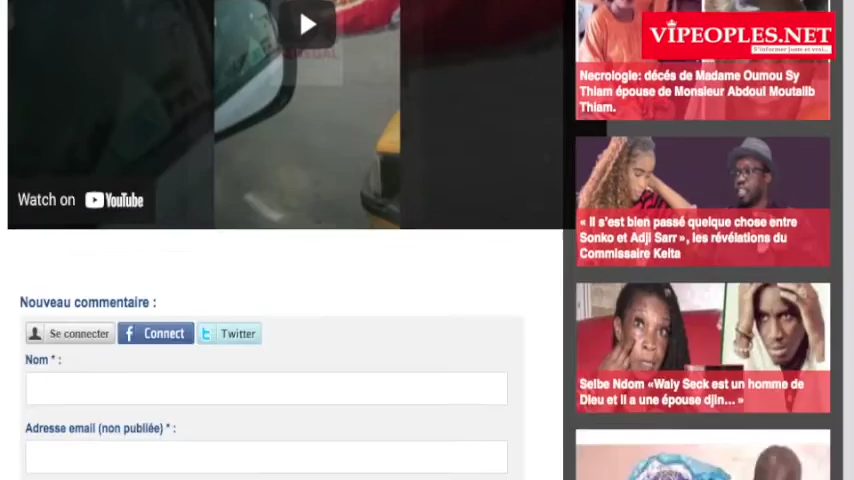 VIPEOPLES.NET
S'informer juste et vrai...
Necrologie: décés de Madame Oumou Sy
Thiam épouse de Monsieur Abdoul Moutalib
Thiam.
Watch on YouTube
« Il s'est bien passé quelque chose entre
Sonko et Adji Sarr », les révélations du
Commissaire Keita
Nouveau commentaire :
Se connecter
Connect
Twitter
Nom * :
Selbe Ndom «Waly Seck est un homme de
Dieu et il a une épouse djin... »
Adresse email (non publiée) * :